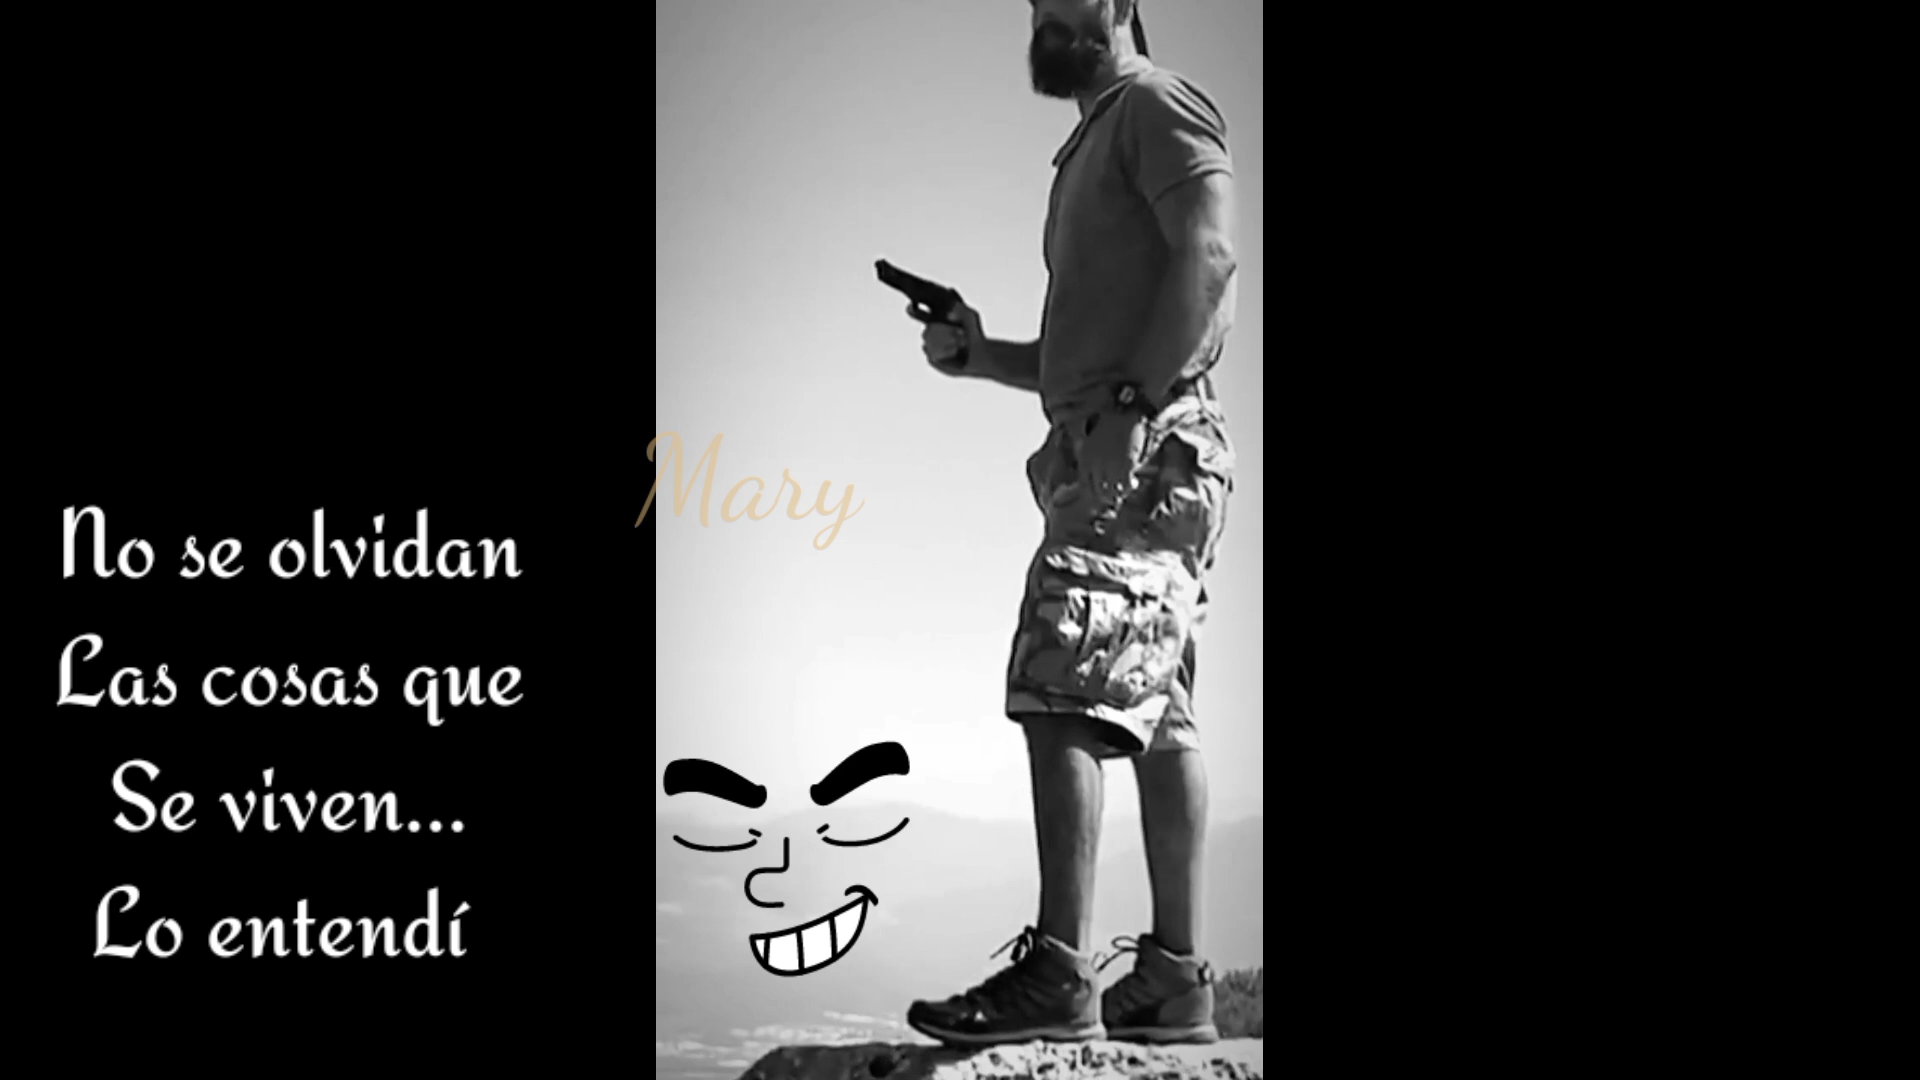 No se olvidan
Las cosas que
Se viven...
Lo entendí
Mary